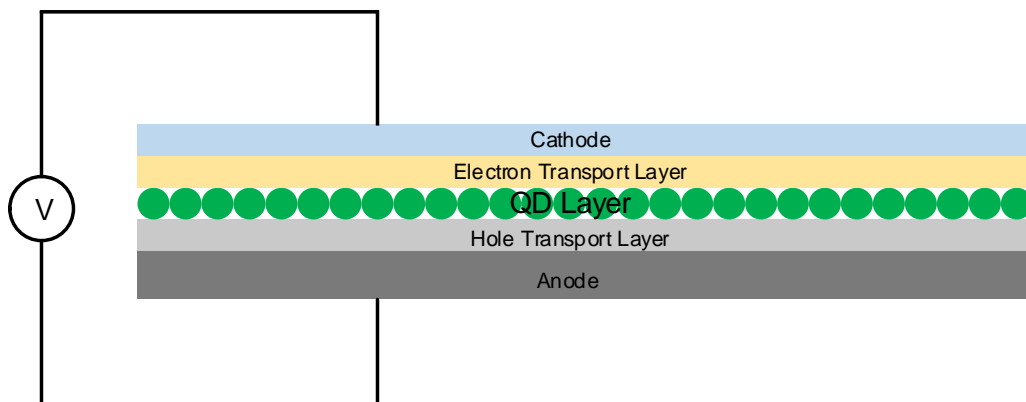 Cathode
Electron Transport Layer
V
QD Layer
Hole Transport Layer
Anode